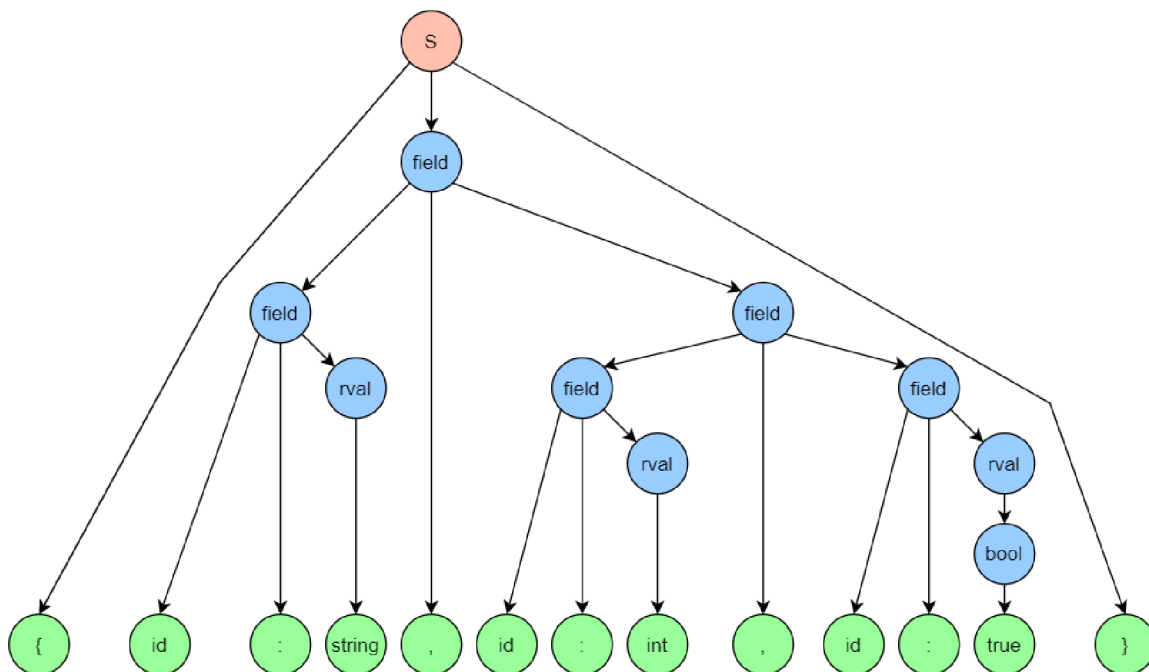 S
field
field
field
rval
field
field
rval
rval
bool
{ id : string , id : int , id : true }